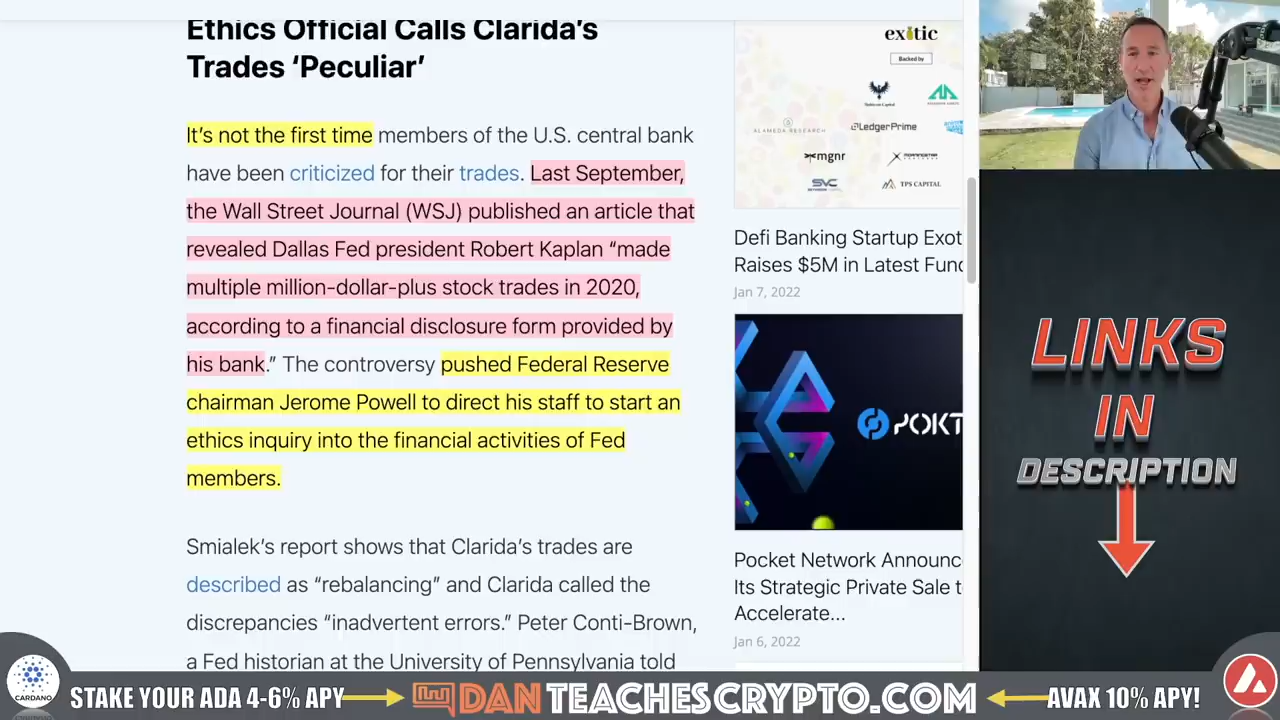 Ethics Official Calls Clarida's
Trades 'Peculiar'
It's not the first time members of the U.S. central bank
have been criticized for their trades. Last September,
the Wall Street Journal (WSJ) published an article that
revealed Dallas Fed president Robert Kaplan “made
multiple million-dollar-plus stock trades in 2020,
according to a financial disclosure form provided by
his bank.” The controversy pushed Federal Reserve
chairman Jerome Powell to direct his staff to start an
ethics inquiry into the financial activities of Fed
members.
Smialek's report shows that Clarida's trades are
described as “rebalancing” and Clarida called the
discrepancies “inadvertent errors.” Peter Conti-Brown,
a Fed historian at the University of Pennsylvania told
exotic
Backed by
ALAMEDA RESEARCH
LedgerPrime
mgnr
SVC
TPS CAPITAL
Defi Banking Startup Exot
Raises $5M in Latest Fund
Jan 7, 2022
POKT
Pocket Network Announc
Its Strategic Private Sale t
Accelerate...
Jan 6, 2022
LINKS
IN
DESCRIPTION
CARDANO
STAKE YOUR ADA 4-6% APY
DANTEACHESCRYPTO.COM
AVAX 10% APY!